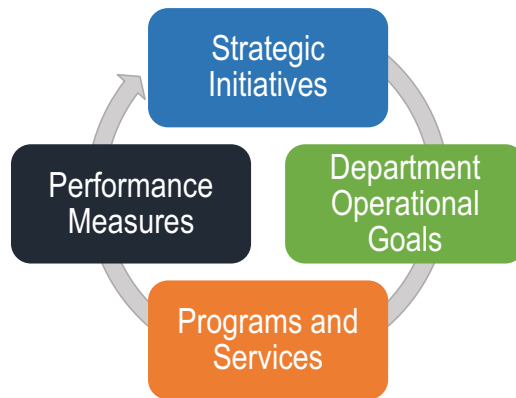 Strategic
Initiatives
Department
Operational
Goals
Programs and
Services
Performance
Measures